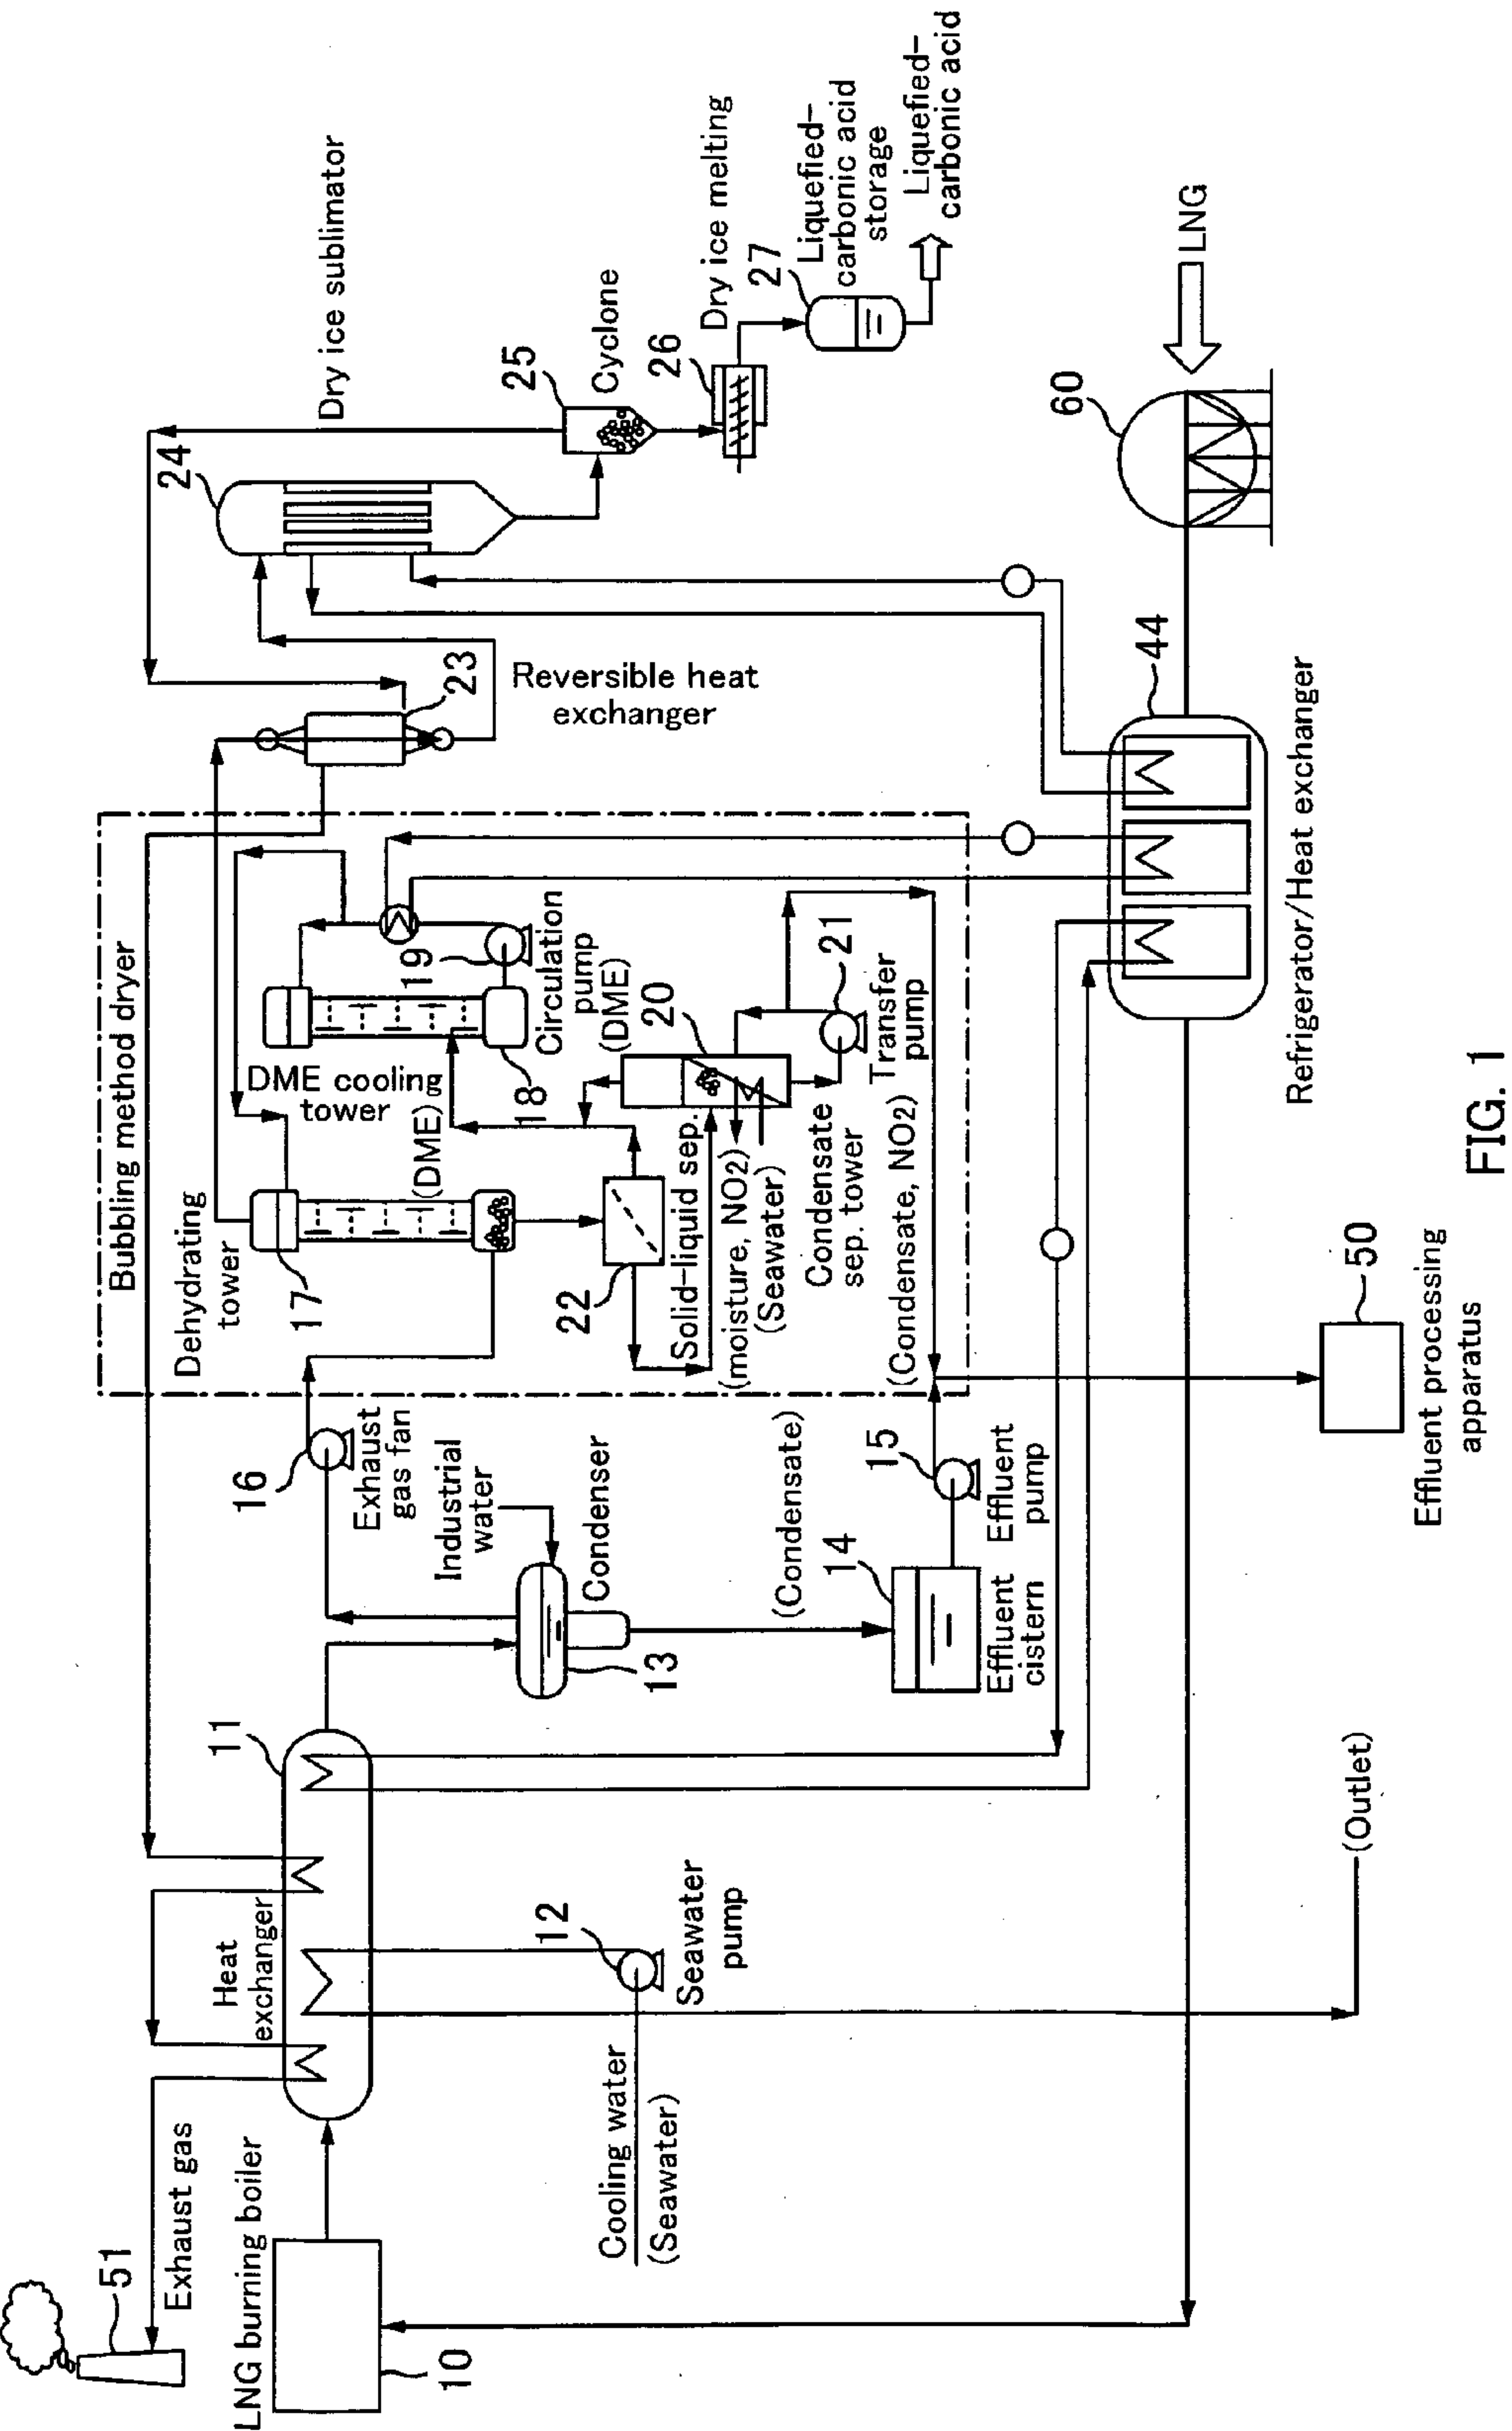 51
Exhaust gas
LNG burning boiler
10
Heat
exchanger
11
Cooling water
(Seawater)
12
Seawater
pump
(Outlet)
13
Condenser
Industrial
water
16
Exhaust
gas fan
(Condensate)
14
Effluent
cistern
15
Effluent
pump
50
Effluent processing
apparatus
Bubbling method dryer
Dehydrating
tower
17
(DME)
DME cooling
tower
18
19
Circulation
pump
(DME)
22
Solid-liquid sep.
(moisture, NO2)
(Seawater)
20
Condensate
sep. tower
21
Transfer
pump
(Condensate, NO2)
23
Reversible heat
exchanger
24
Dry ice sublimator
25
Cyclone
26
Dry ice melting
27
Liquefied-
carbonic acid
storage
Liquefied-
carbonic acid
44
Refrigerator/Heat exchanger
60
LNG
FIG. 1